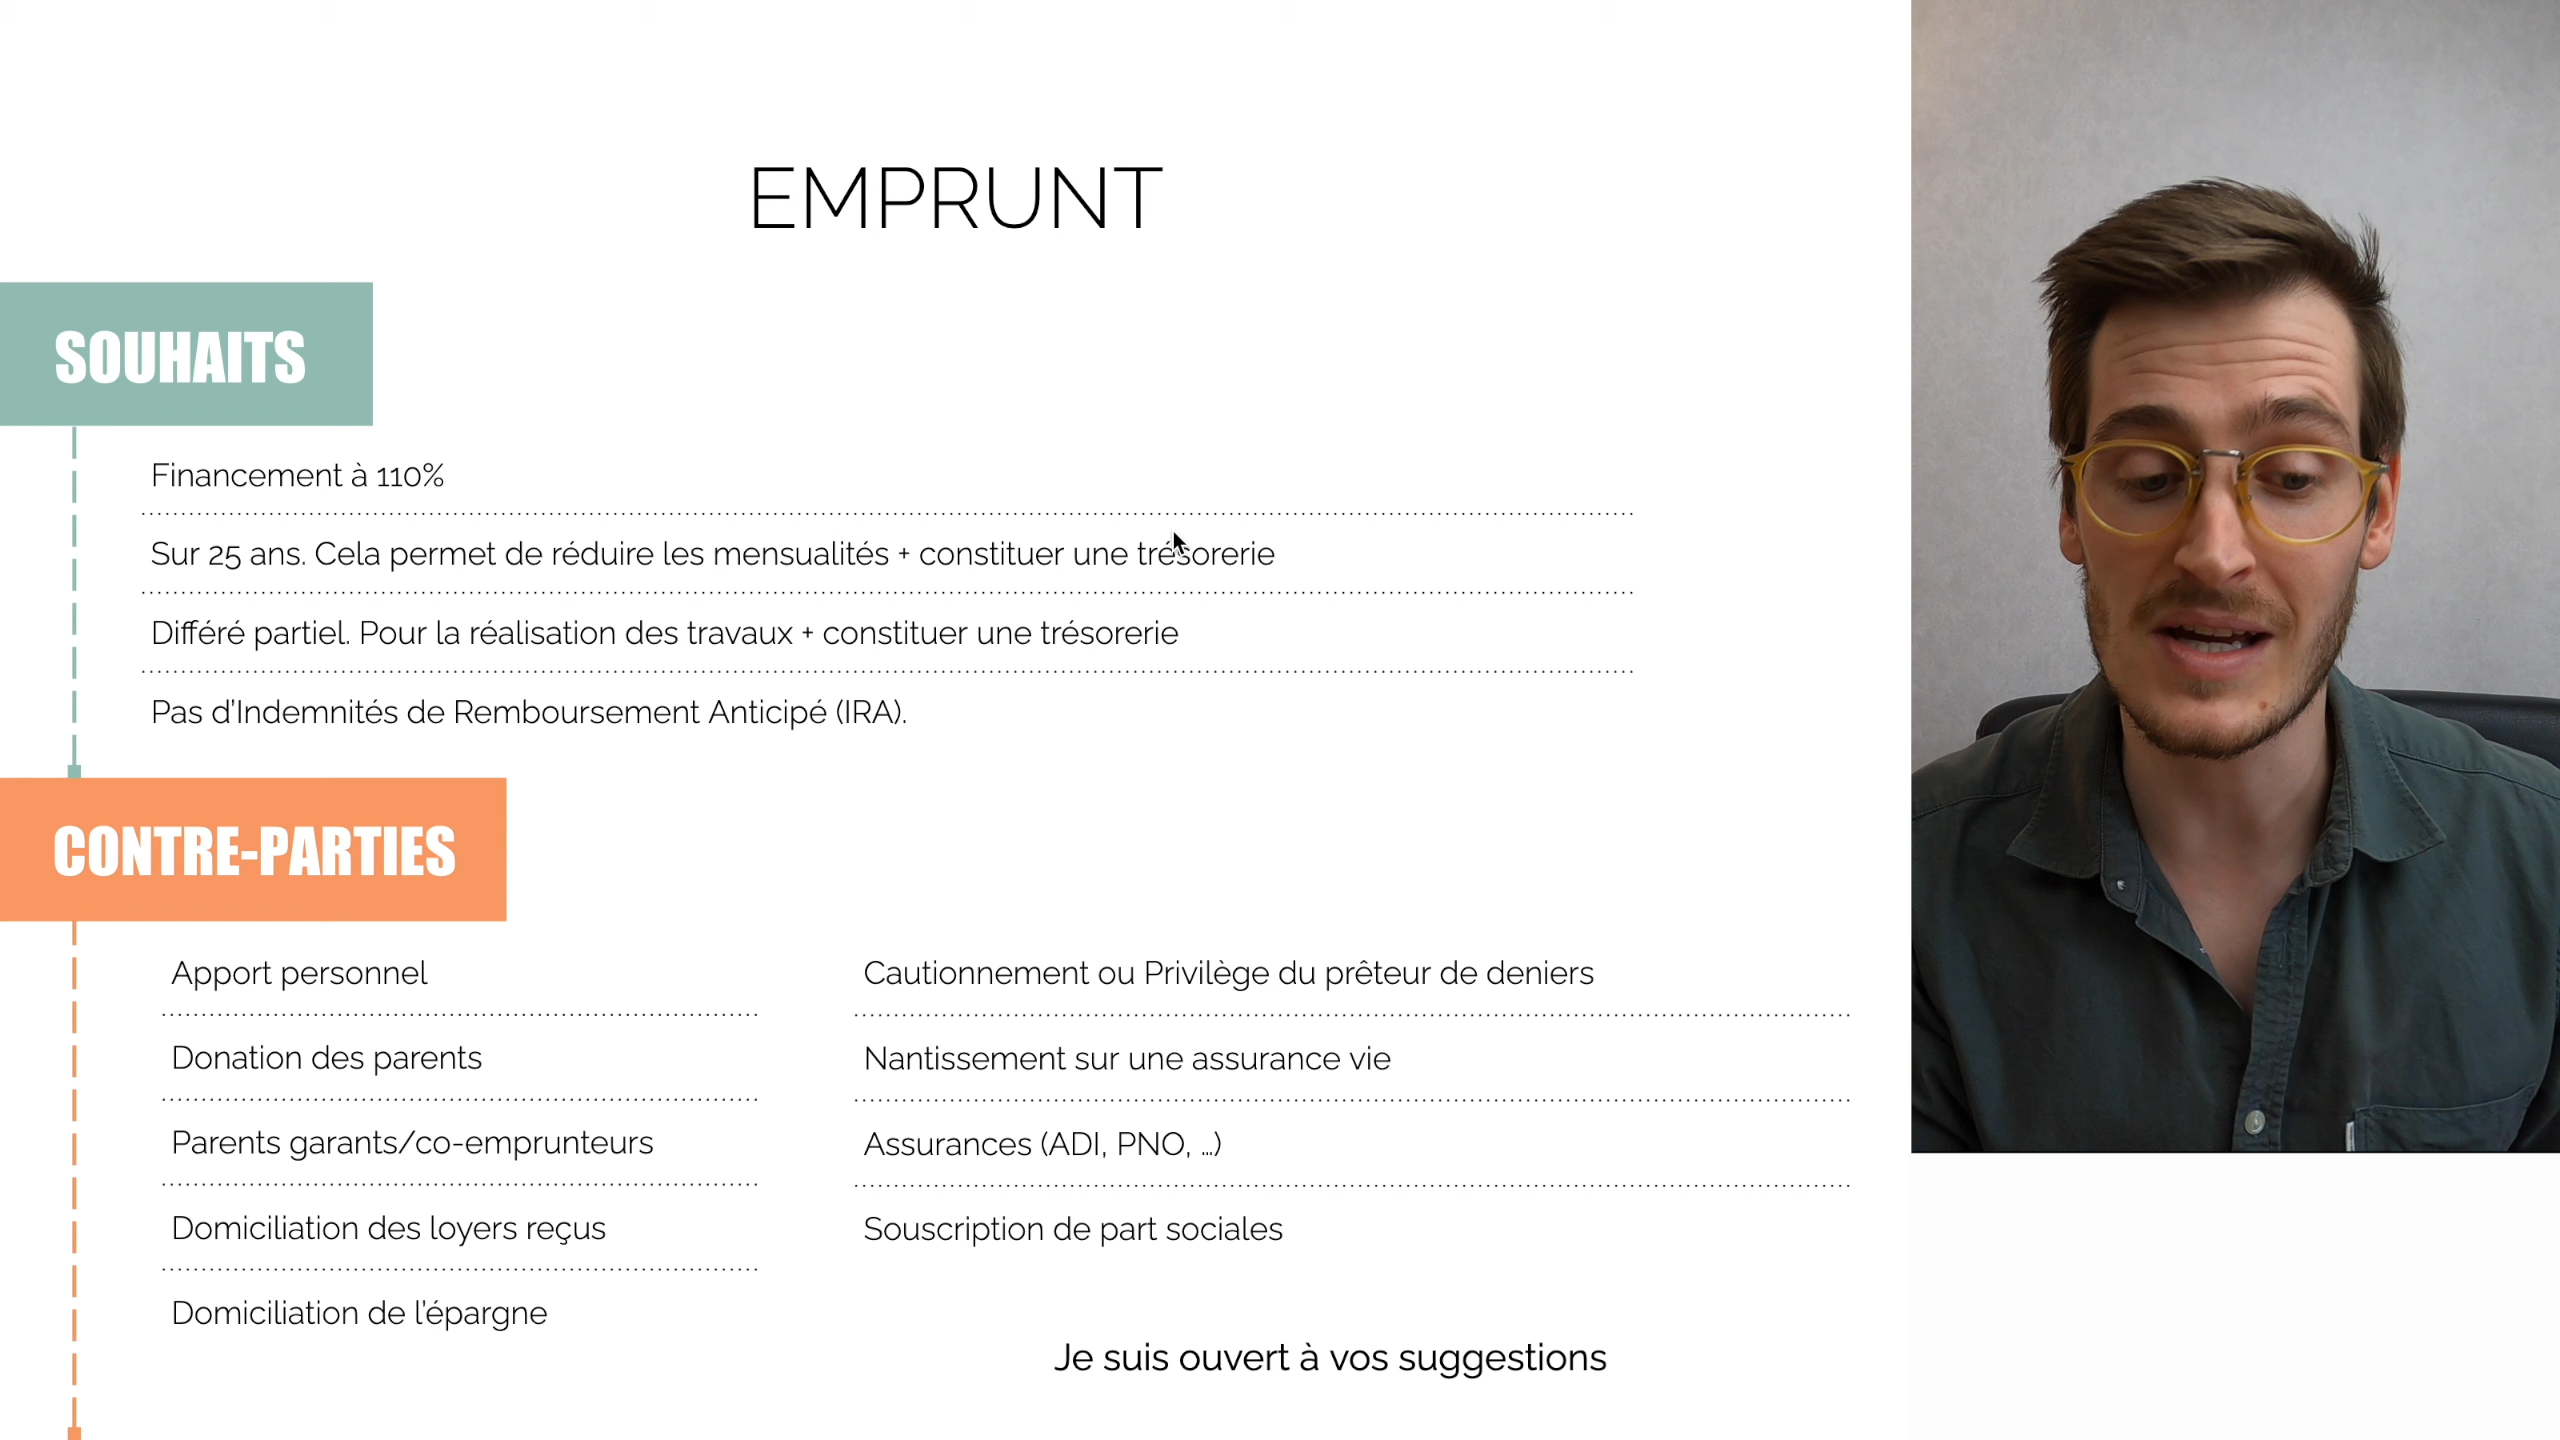 EMPRUNT
SOUHAITS
Financement à 110%
Sur 25 ans. Cela permet de réduire les mensualités + constituer une trésorerie
Différé partiel. Pour la réalisation des travaux + constituer une trésorerie
Pas d’Indemnités de Remboursement Anticipé (IRA).
CONTRE-PARTIES
Apport personnel
Donation des parents
Parents garants/co-emprunteurs
Domiciliation des loyers reçus
Domiciliation de l’épargne
Cautionnement ou Privilège du prêteur de deniers
Nantissement sur une assurance vie
Assurances (ADI, PNO, …)
Souscription de part sociales
Je suis ouvert à vos suggestions